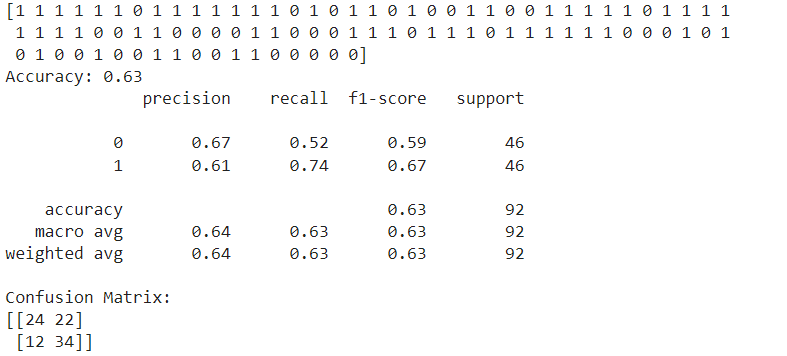 [1 1 1 1 1 1 0 1 1 1 1 1 1 1 0 1 0 1 1 0 1 0 0 1 1 0 0 1 1 1 1 1 0 1 1 1 1
1 1 1 1 0 0 1 1 0 0 0 0 1 1 0 0 0 1 1 1 0 1 1 1 0 1 1 1 1 1 1 0 0 0 1 0 1
0 1 0 0 1 0 0 1 1 0 0 1 1 0 0 0 0 0]
Accuracy: 0.63
precision recall f1-score support
0 0.67 0.52 0.59 46
1 0.61 0.74 0.67 46
accuracy 0.63 92
macro avg 0.64 0.63 0.63 92
weighted avg 0.64 0.63 0.63 92
Confusion Matrix:
[[24 22]
[12 34]]